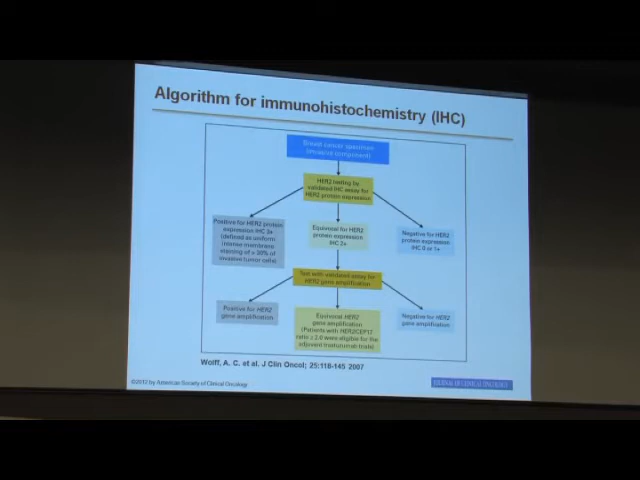 Algorithm for immunohistochemistry (IHC)
Breast cancer specimen
(invasive component)
HER2 testing by
validated IHC assay for
HER2 protein expression
Positive for HER2 protein
expression IHC 3+
(defined as uniform
intense membrane
staining of > 30% of
invasive tumor cells)
Equivocal for HER2
protein expression
IHC 2+
Negative for HER2
protein expression
IHC 0 or 1+
Test with validated assay for
HER2 gene amplification
Positive for HER2
gene amplification
Equivocal HER2
gene amplification
(Patients with HER2/CEP17
ratio ≥ 2.0 were eligible for the
adjuvant trastuzumab trials)
Negative for HER2
gene amplification
Wolff, A. C. et al. J Clin Oncol; 25:118-145 2007
©2012 by American Society of Clinical Oncology
JOURNAL OF CLINICAL ONCOLOGY